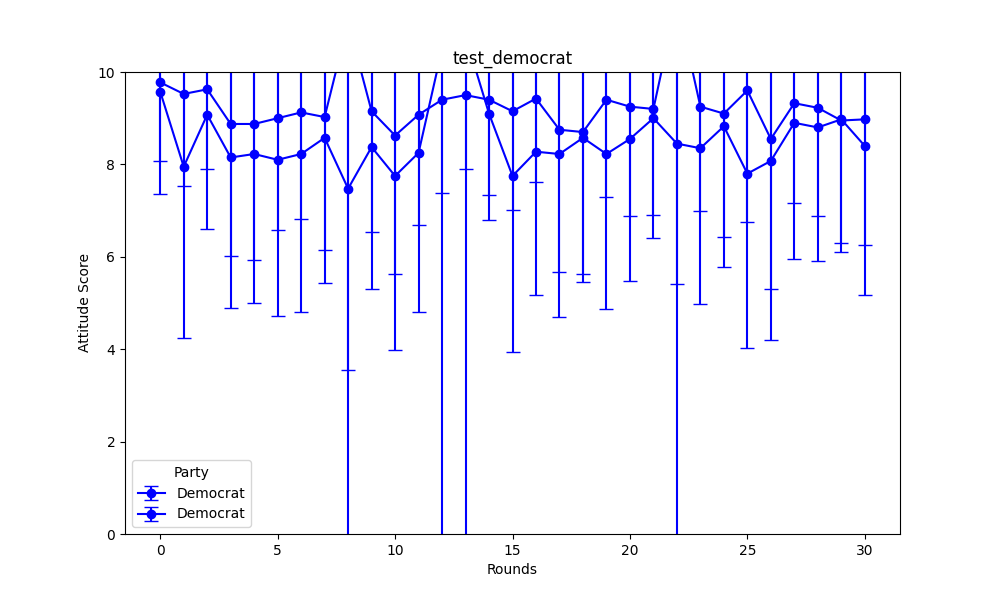 test_democrat
10
8
6
4
2
0
Attitude Score
Party
Democrat
Democrat
0 5 10 15 20 25 30
Rounds